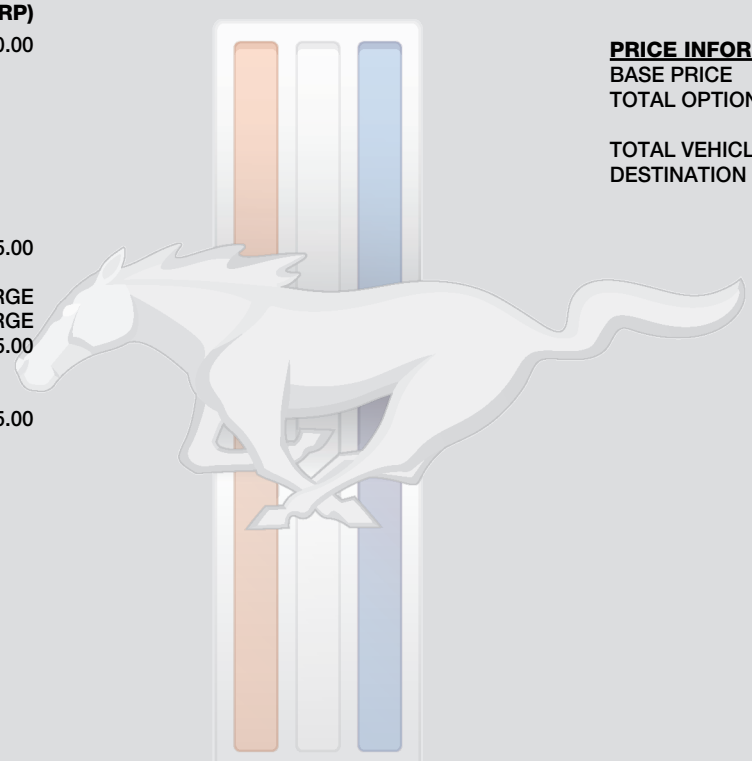 RP)
0.00
5.00
RGE
RGE
5.00
5.00
PRICE INFOR
BASE PRICE
TOTAL OPTION
TOTAL VEHICL
DESTINATION